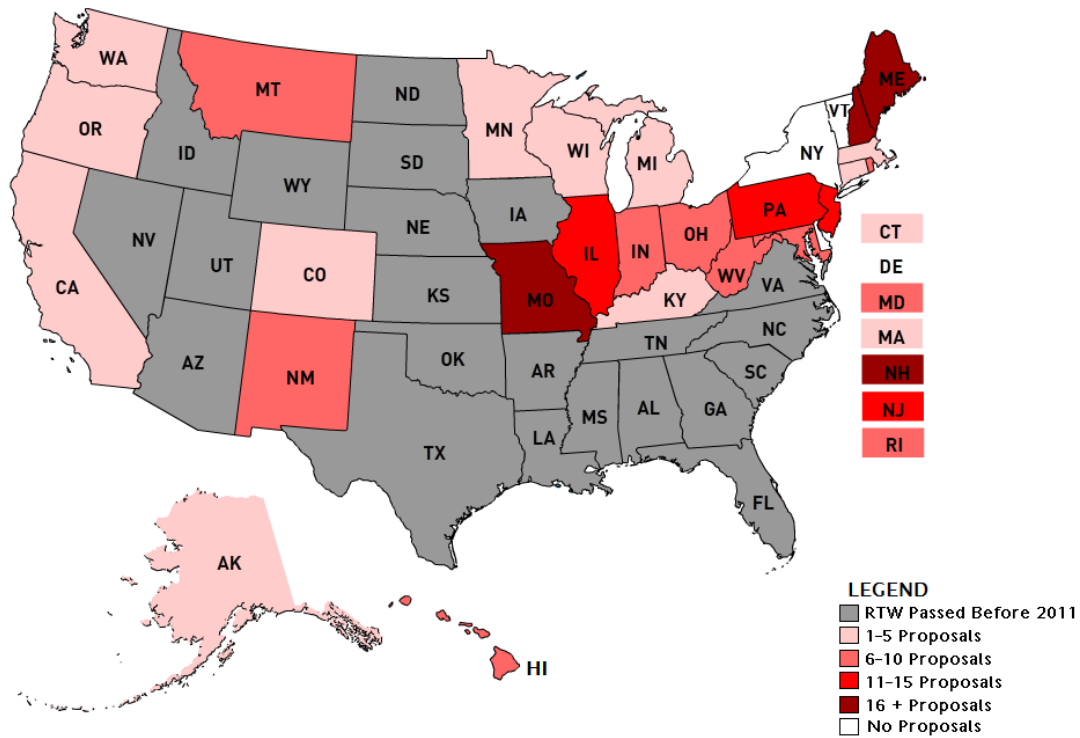 WA
MT
ND
ME
VT
OR
MN
ID
SD
WI
MI
NY
WY
IA
NE
PA
NV
UT
CO
IL
IN
OH
WV
CA
KS
MO
KY
VA
AZ
NM
OK
AR
TN
NC
SC
TX
LA
MS
AL
GA
FL
AK
HI
CT
DE
MD
MA
NH
NJ
RI
LEGEND
RTW Passed Before 2011
1-5 Proposals
6-10 Proposals
11-15 Proposals
16 + Proposals
No Proposals